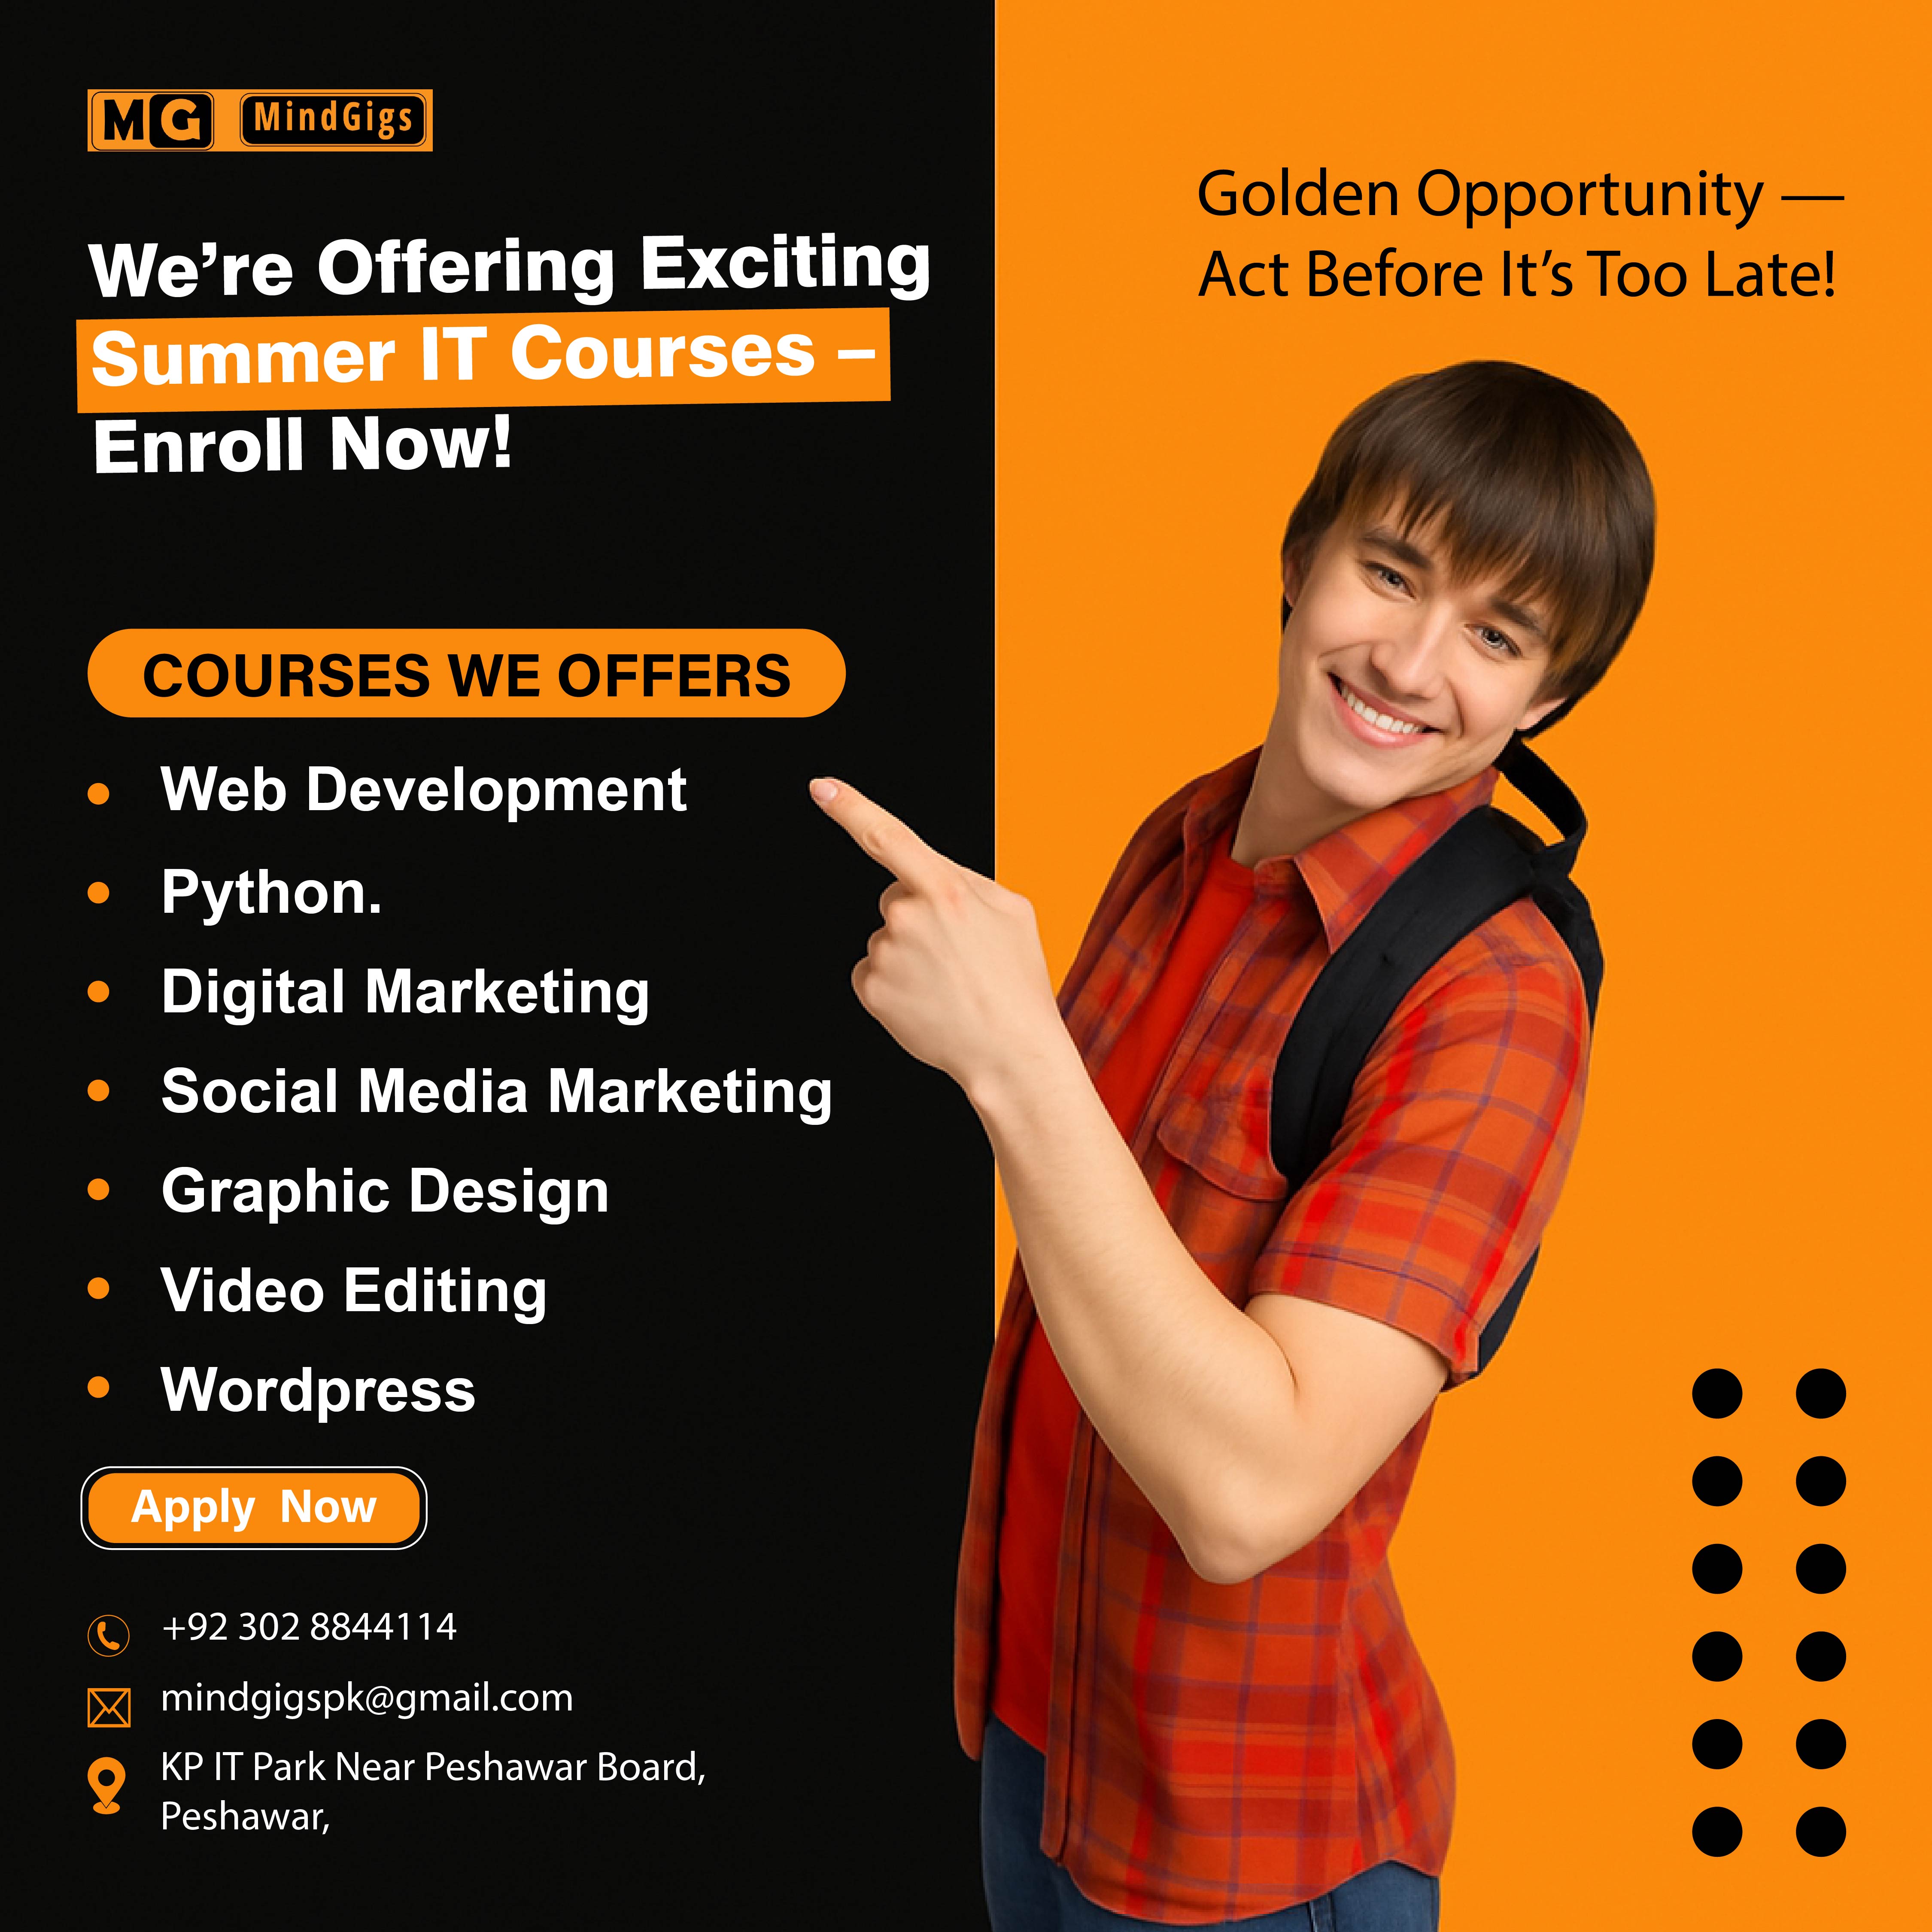 MG MindGigs
We’re Offering Exciting
Summer IT Courses –
Enroll Now!
Golden Opportunity —
Act Before It’s Too Late!
COURSES WE OFFERS
Web Development
Python.
Digital Marketing
Social Media Marketing
Graphic Design
Video Editing
Wordpress
Apply Now
+92 302 8844114
mindgigspk@gmail.com
KP IT Park Near Peshawar Board,
Peshawar,